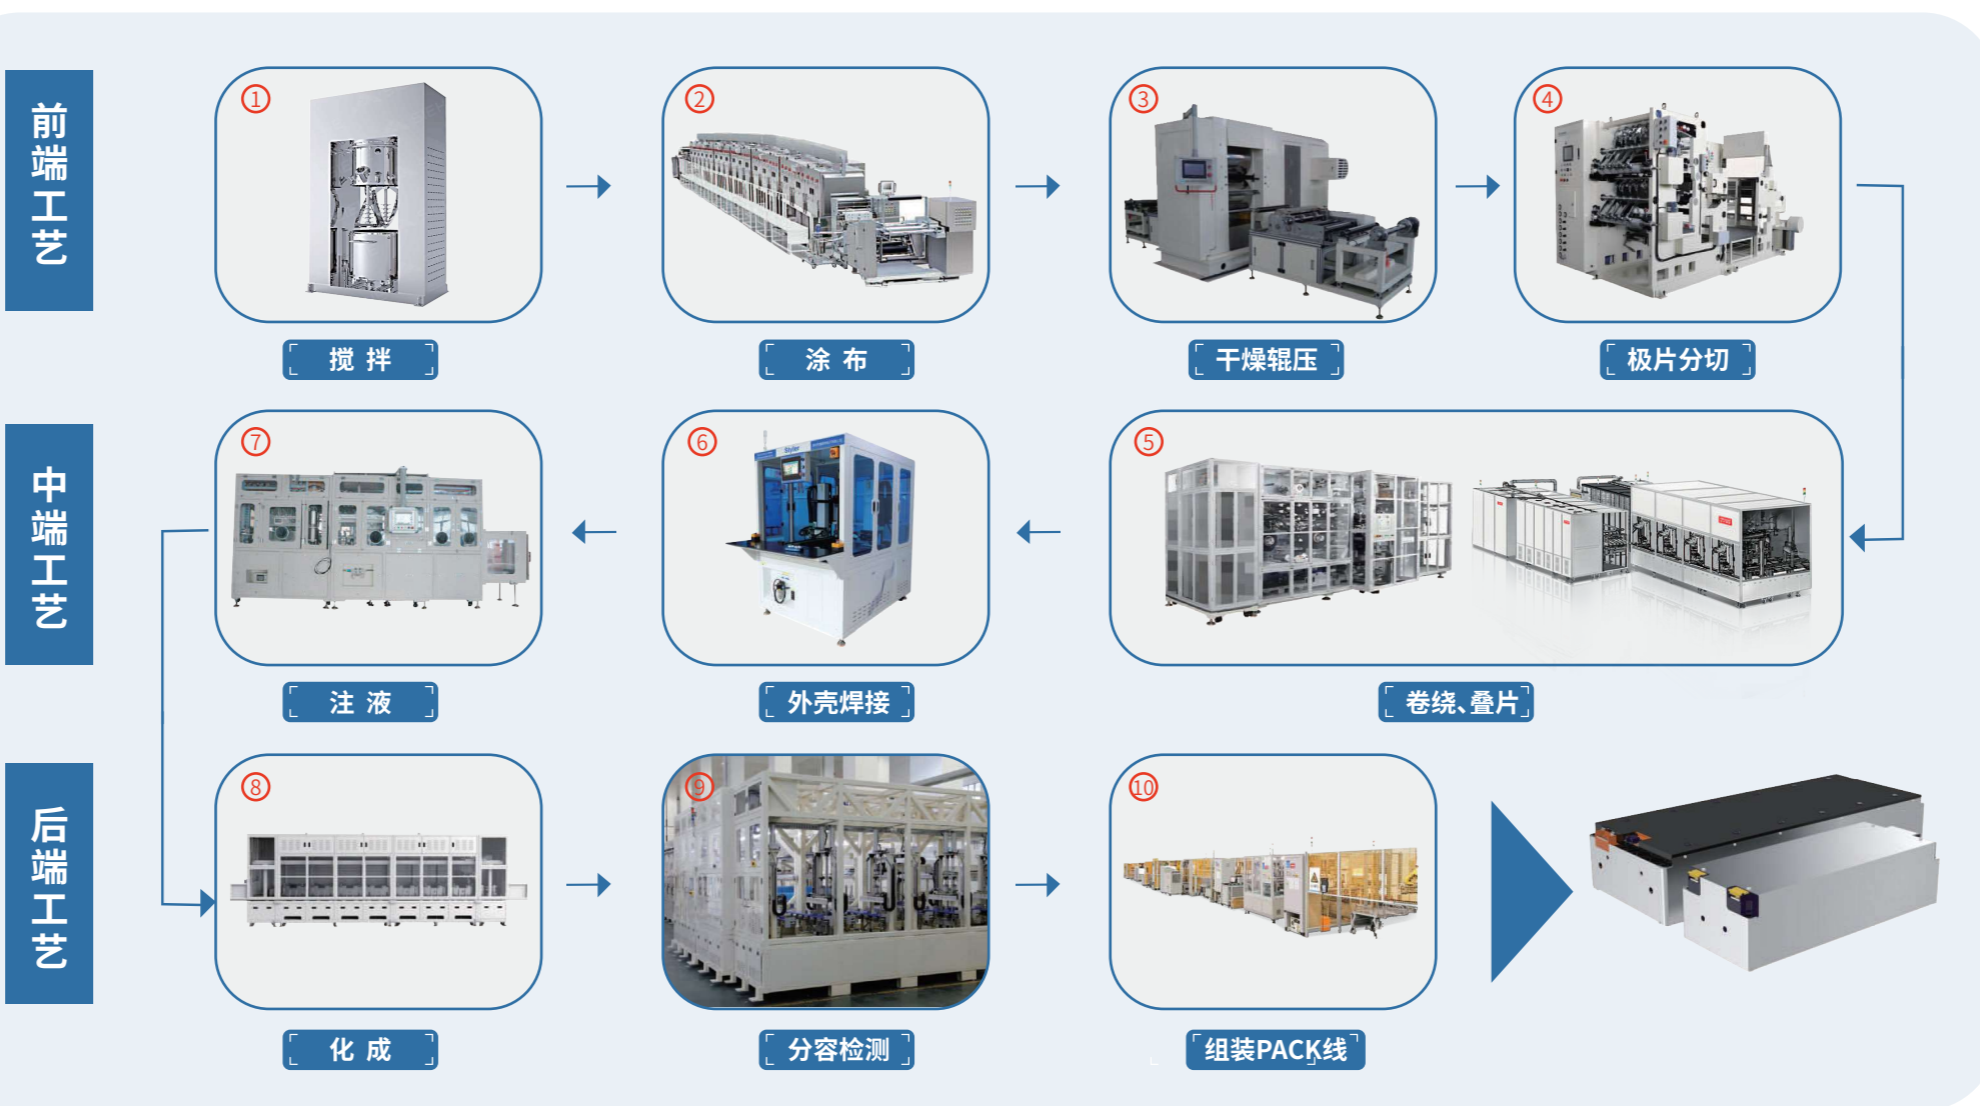 前端工艺
①
②
③
④
搅 拌
涂 布
干燥辊压
极片分切
中端工艺
⑦
⑥
⑤
注 液
外壳焊接
卷绕、叠片
后端工艺
⑧
⑨
⑩
化 成
分容检测
组装PACK线